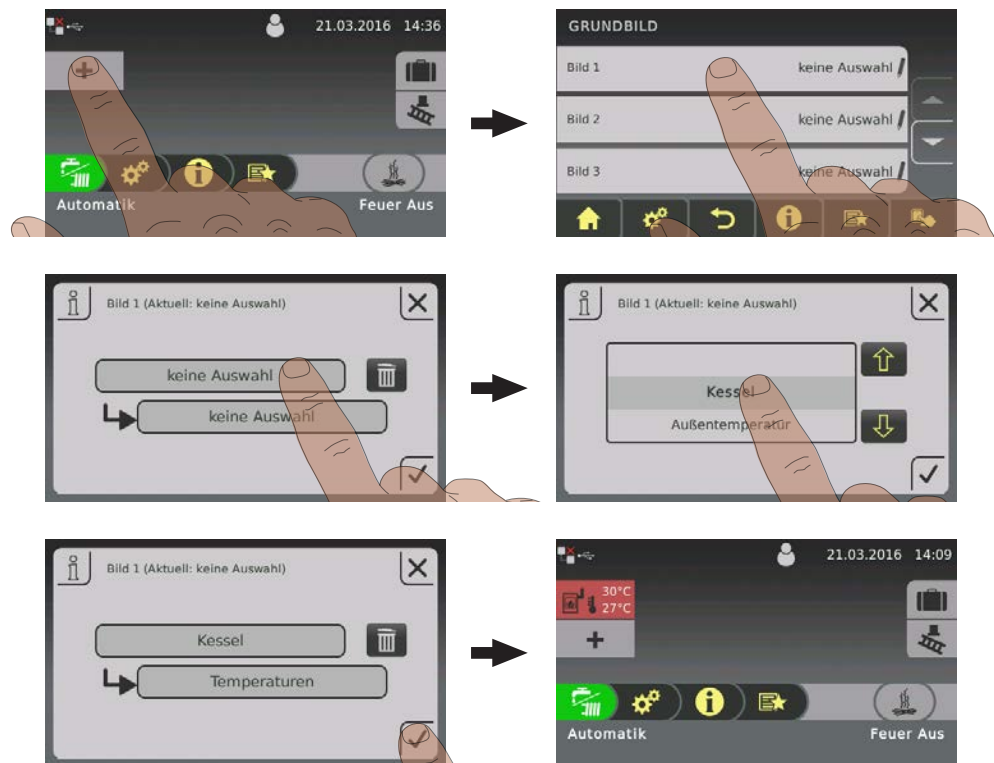 21.03.2016 14:36
Automatik
Feuer Aus
GRUNDBILD
Bild 1 keine Auswahl
Bild 2 keine Auswahl
Bild 3 keine Auswahl
Bild 1 (Aktuell: keine Auswahl)
keine Auswahl
keine Auswahl
Bild 1 (Aktuell: keine Auswahl)
Kessel
Außentemperatur
Bild 1 (Aktuell: keine Auswahl)
Kessel
Temperaturen
21.03.2016 14:09
30°C
27°C
Automatik
Feuer Aus